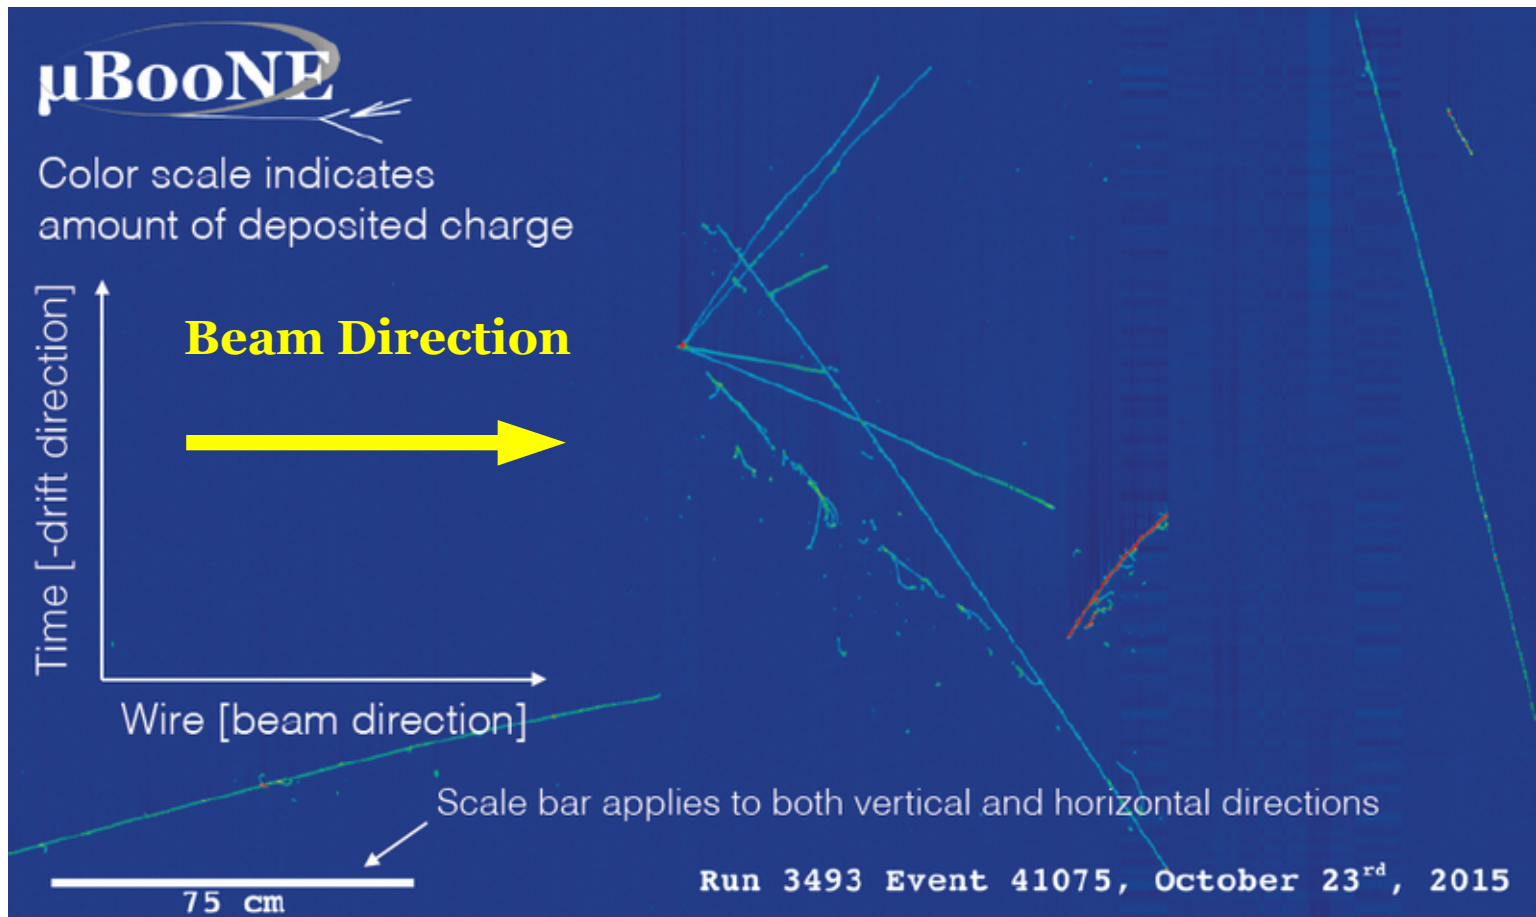 µBooNE
Color scale indicates
amount of deposited charge
Time [-drift direction]
Beam Direction
Wire [beam direction]
Scale bar applies to both vertical and horizontal directions
75 cm
Run 3493 Event 41075, October 23rd, 2015